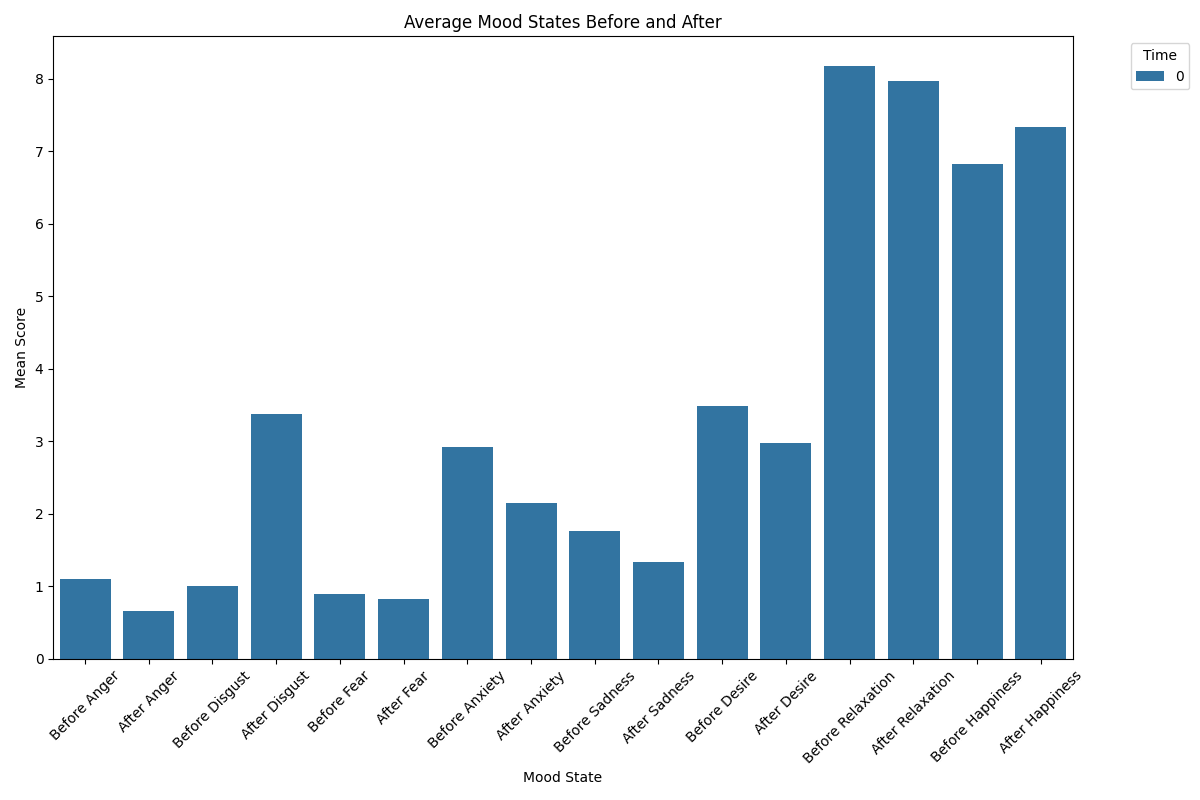 Average Mood States Before and After
Time
0
Mean Score
8
7
6
5
4
3
2
1
0
Before Anger
After Anger
Before Disgust
After Disgust
Before Fear
After Fear
Before Anxiety
After Anxiety
Before Sadness
After Sadness
Before Desire
After Desire
Before Relaxation
After Relaxation
Before Happiness
After Happiness
Mood State